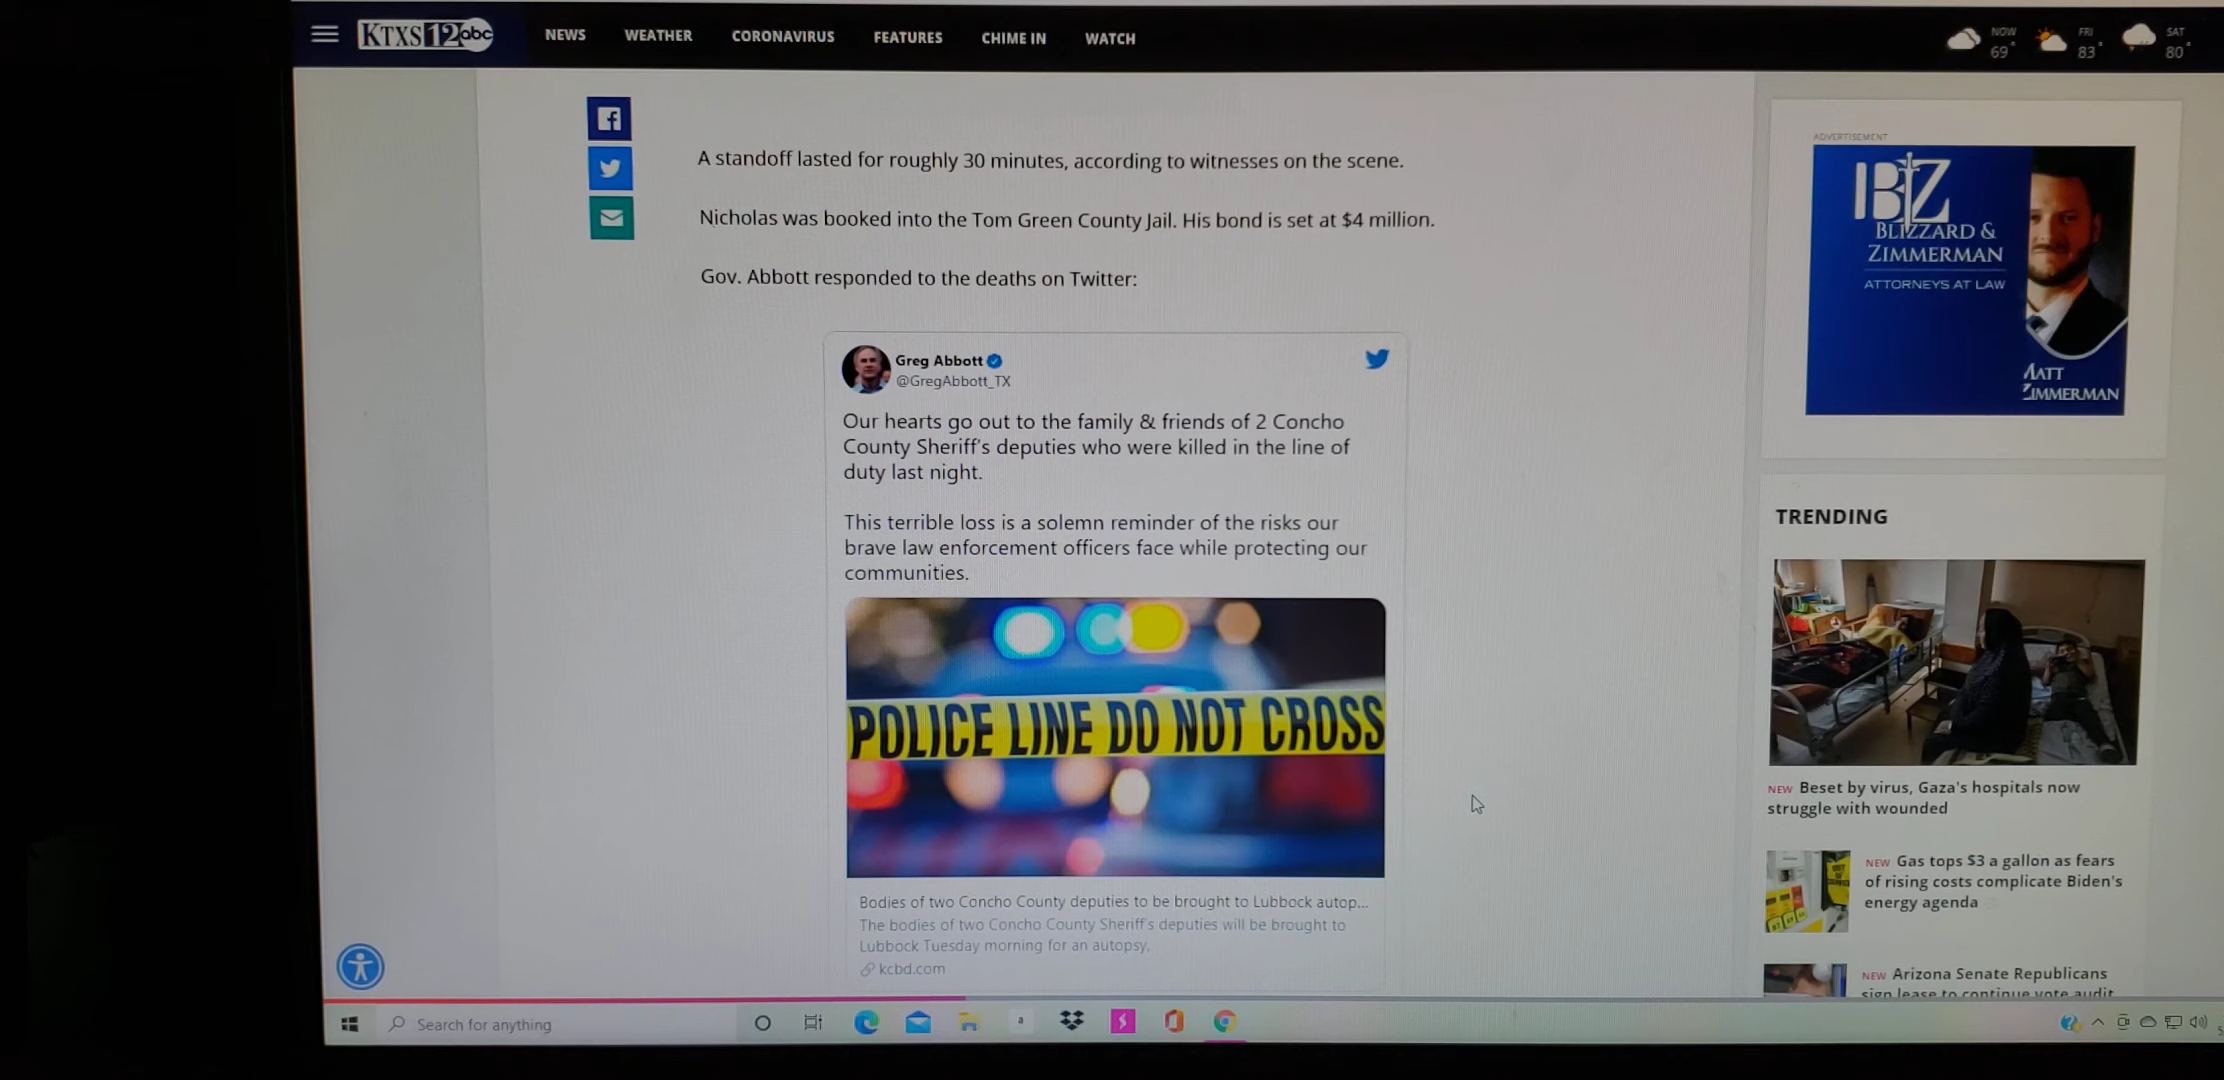 KTXS 12 abc
NEWS WEATHER CORONAVIRUS FEATURES CHIME IN WATCH
NOW 69° FRI 83° SAT 80°
A standoff lasted for roughly 30 minutes, according to witnesses on the scene.
Nicholas was booked into the Tom Green County Jail. His bond is set at $4 million.
Gov. Abbott responded to the deaths on Twitter:
Greg Abbott
@GregAbbott_TX
Our hearts go out to the family & friends of 2 Concho
County Sheriff's deputies who were killed in the line of
duty last night.
This terrible loss is a solemn reminder of the risks our
brave law enforcement officers face while protecting our
communities.
POLICE LINE DO NOT CROSS
Bodies of two Concho County deputies to be brought to Lubbock autop...
The bodies of two Concho County Sheriff's deputies will be brought to
Lubbock Tuesday morning for an autopsy.
kcbd.com
ADVERTISEMENT
BZ
BLIZZARD &
ZIMMERMAN
ATTORNEYS AT LAW
MATT
ZIMMERMAN
TRENDING
NEW Beset by virus, Gaza's hospitals now
struggle with wounded
NEW Gas tops $3 a gallon as fears
of rising costs complicate Biden's
energy agenda
NEW Arizona Senate Republicans
sign lease to continue vote audit
Search for anything